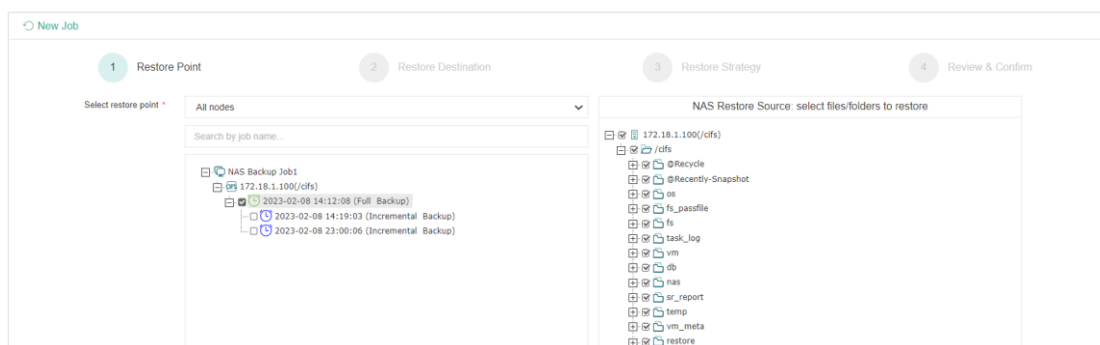 New Job
1 Restore Point
2 Restore Destination
3 Restore Strategy
4 Review & Confirm
Select restore point *
All nodes
Search by job name...
NAS Backup Job1
CIFS 172.18.1.100(/cifs)
2023-02-08 14:12:08 (Full Backup)
2023-02-08 14:19:03 (Incremental Backup)
2023-02-08 23:00:06 (Incremental Backup)
NAS Restore Source: select files/folders to restore
172.18.1.100(/cifs)
/cifs
@Recycle
@Recently-Snapshot
os
fs_passfile
fs
task_log
vm
db
nas
sr_report
temp
vm_meta
restore